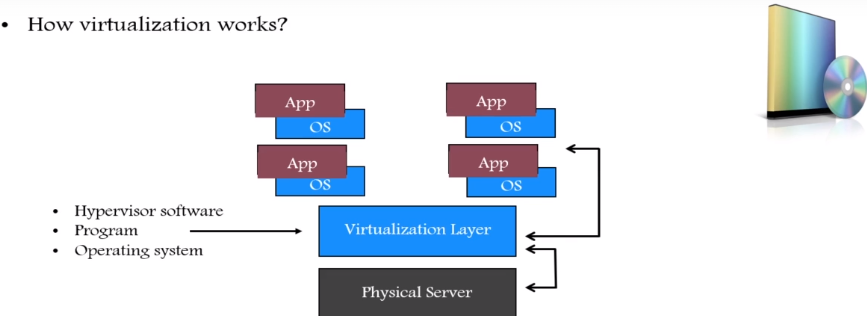 • How virtualization works?
App
OS
App
OS
App
OS
App
OS
• Hypervisor software
• Program
• Operating system
Virtualization Layer
Physical Server